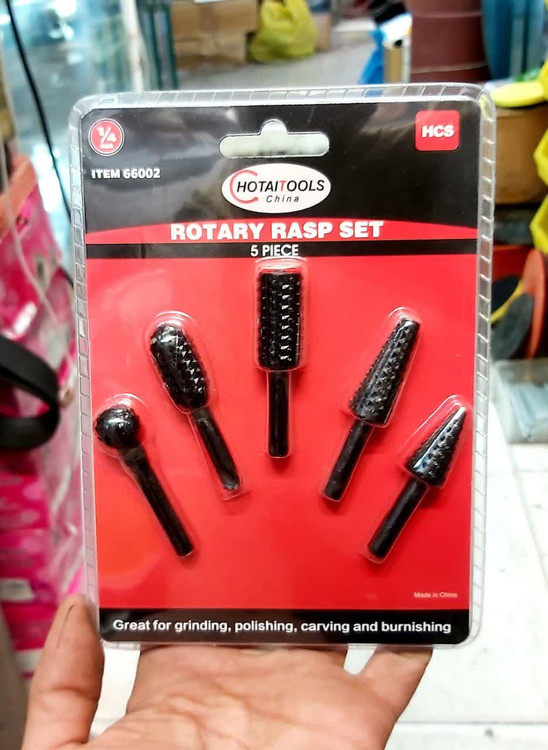 1/4
HCS
ITEM 66002
CHOTAITOOLS
China
ROTARY RASP SET
5 PIECE
Made in China
Great for grinding, polishing, carving and burnishing